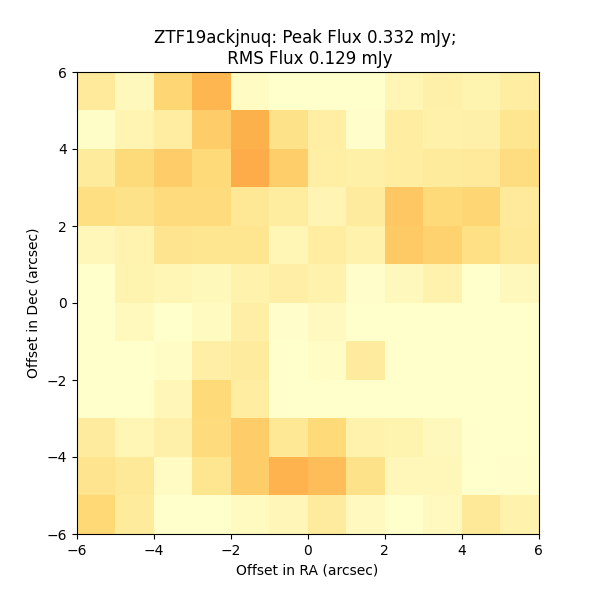 ZTF19ackjnuq: Peak Flux 0.332 mJy;
RMS Flux 0.129 mJy
6
4
2
0
−2
−4
−6
Offset in Dec (arcsec)
−6 −4 −2 0 2 4 6
Offset in RA (arcsec)